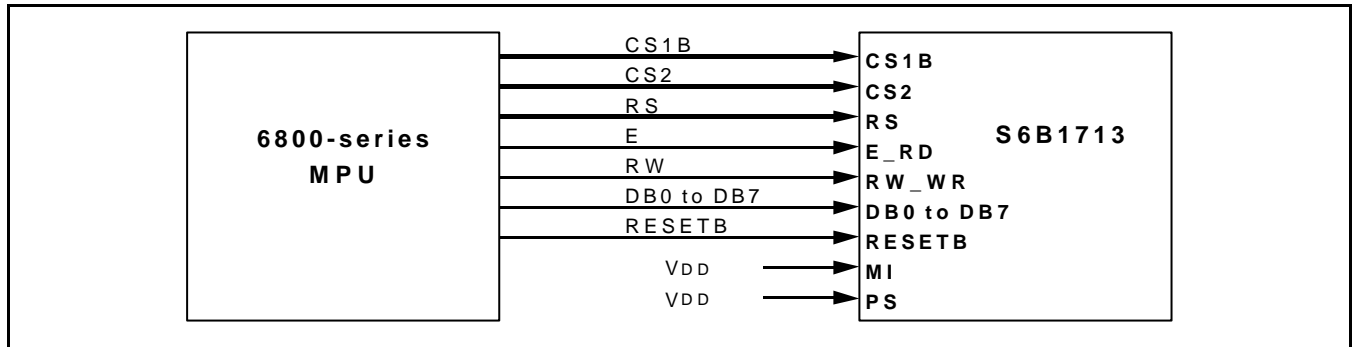 6800-series
MPU
CS1B
CS2
RS
E
RW
DB0 to DB7
RESETB
VDD
VDD
CS1B
CS2
RS
E_RD
RW_WR
DB0 to DB7
RESETB
MI
PS
S6B1713